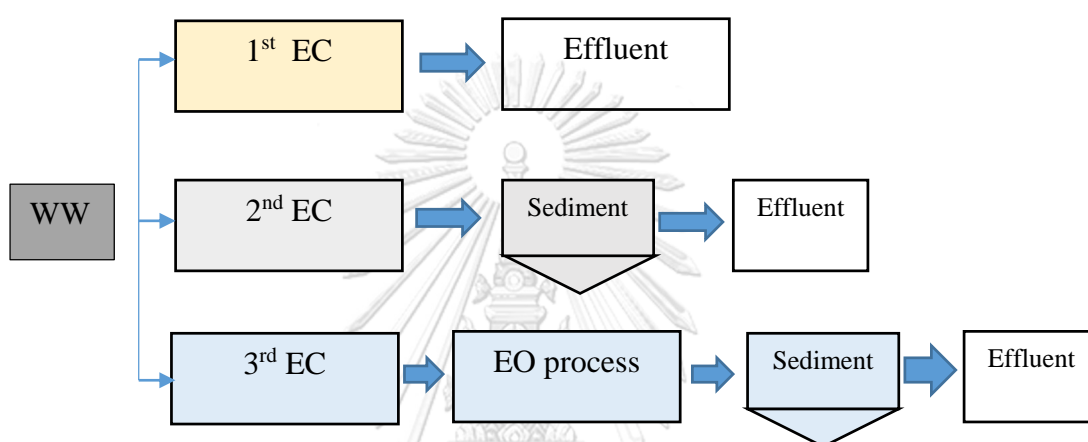 1st EC
Effluent
WW
2nd EC
Sediment
Effluent
3rd EC
EO process
Sediment
Effluent